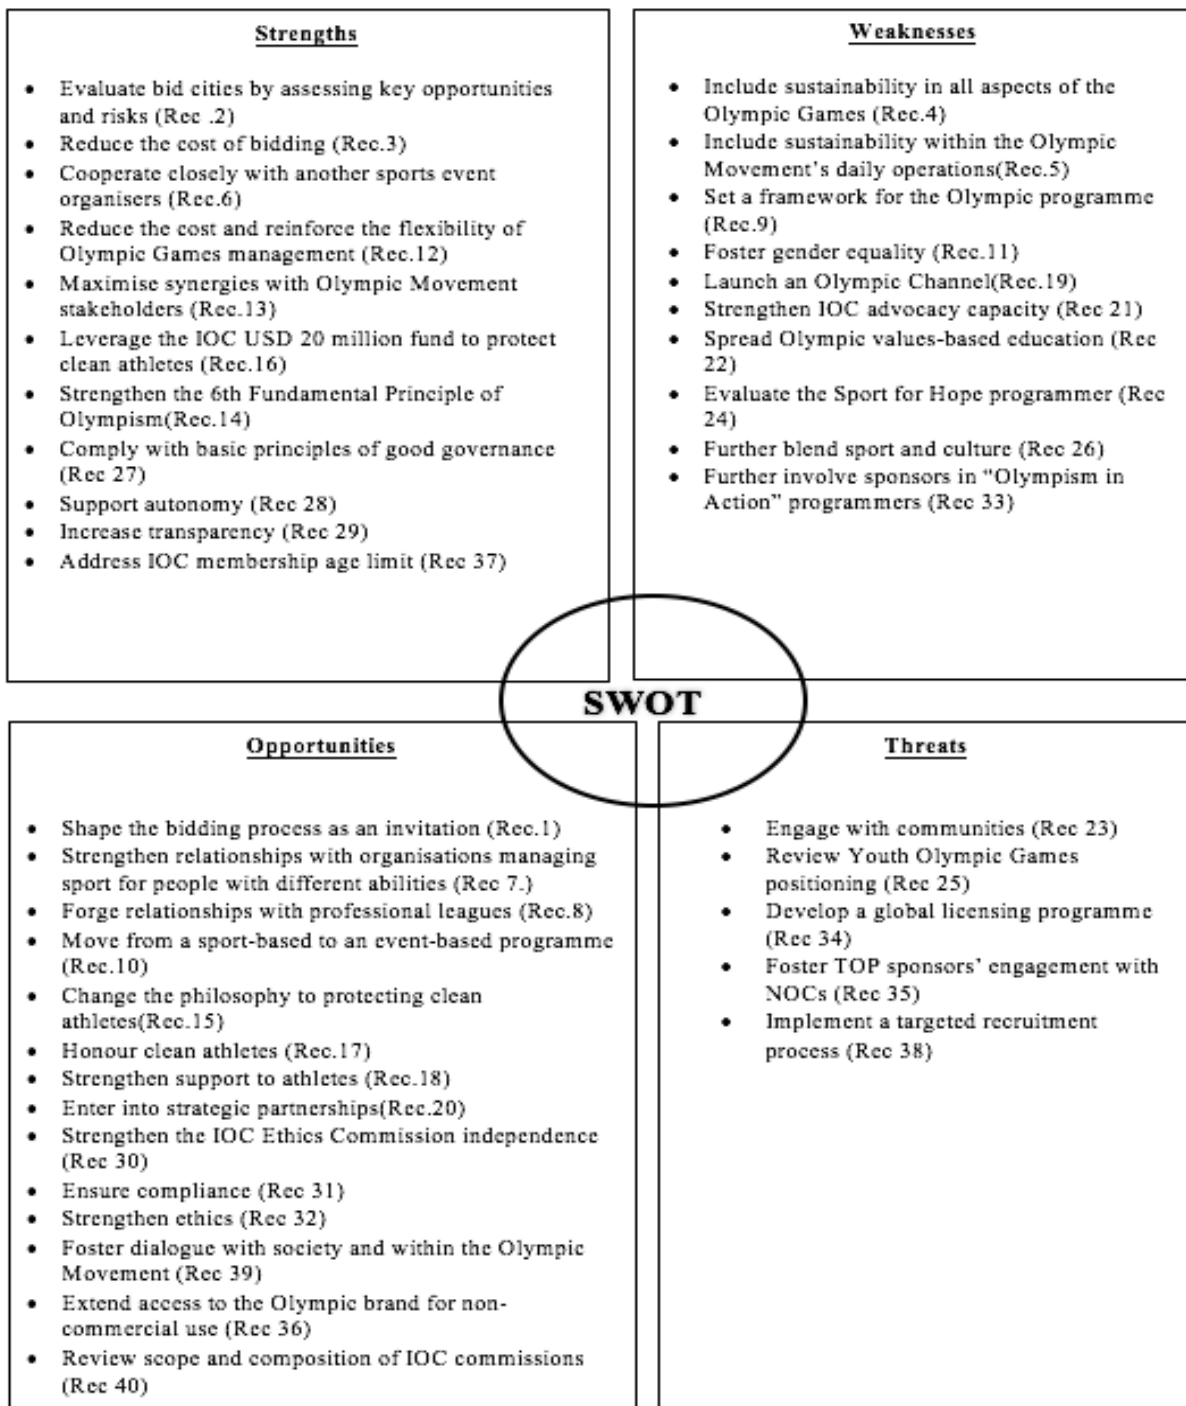 Strengths
• Evaluate bid cities by assessing key opportunities
and risks (Rec .2)
• Reduce the cost of bidding (Rec.3)
• Cooperate closely with another sports event
organisers (Rec.6)
• Reduce the cost and reinforce the flexibility of
Olympic Games management (Rec.12)
• Maximise synergies with Olympic Movement
stakeholders (Rec.13)
• Leverage the IOC USD 20 million fund to protect
clean athletes (Rec.16)
• Strengthen the 6th Fundamental Principle of
Olympism(Rec.14)
• Comply with basic principles of good governance
(Rec 27)
• Support autonomy (Rec 28)
• Increase transparency (Rec 29)
• Address IOC membership age limit (Rec 37)
Weaknesses
• Include sustainability in all aspects of the
Olympic Games (Rec.4)
• Include sustainability within the Olympic
Movement's daily operations(Rec.5)
• Set a framework for the Olympic programme
(Rec.9)
• Foster gender equality (Rec.11)
• Launch an Olympic Channel(Rec.19)
• Strengthen IOC advocacy capacity (Rec 21)
• Spread Olympic values-based education (Rec
22)
• Evaluate the Sport for Hope programmer (Rec
24)
• Further blend sport and culture (Rec 26)
• Further involve sponsors in "Olympism in
Action" programmers (Rec 33)
SWOT
Opportunities
• Shape the bidding process as an invitation (Rec.1)
• Strengthen relationships with organisations managing
sport for people with different abilities (Rec 7.)
• Forge relationships with professional leagues (Rec.8)
• Move from a sport-based to an event-based programme
(Rec.10)
• Change the philosophy to protecting clean
athletes(Rec.15)
• Honour clean athletes (Rec.17)
• Strengthen support to athletes (Rec.18)
• Enter into strategic partnerships(Rec.20)
• Strengthen the IOC Ethics Commission independence
(Rec 30)
• Ensure compliance (Rec 31)
• Strengthen ethics (Rec 32)
• Foster dialogue with society and within the Olympic
Movement (Rec 39)
• Extend access to the Olympic brand for non-
commercial use (Rec 36)
• Review scope and composition of IOC commissions
(Rec 40)
Threats
• Engage with communities (Rec 23)
• Review Youth Olympic Games
positioning (Rec 25)
• Develop a global licensing programme
(Rec 34)
• Foster TOP sponsors' engagement with
NOCs (Rec 35)
• Implement a targeted recruitment
process (Rec 38)